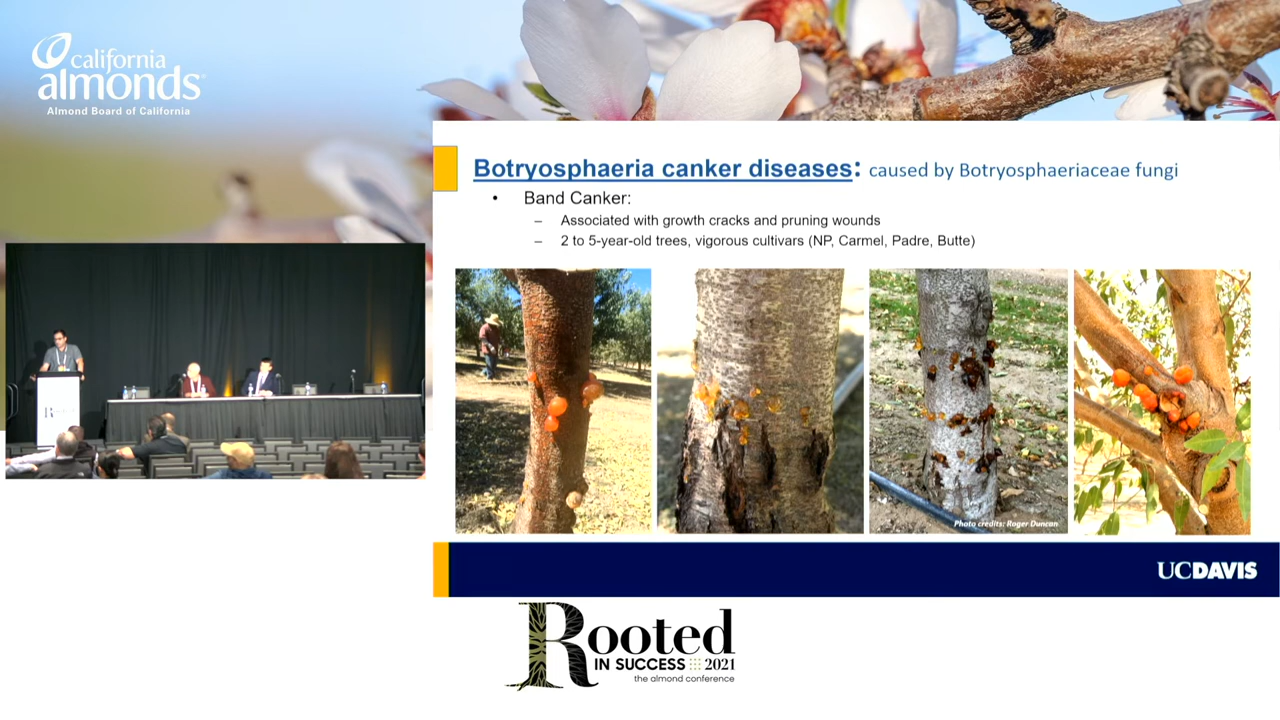 california
almonds
Almond Board of California
Botryosphaeria canker diseases: caused by Botryosphaeriaceae fungi
• Band Canker:
– Associated with growth cracks and pruning wounds
– 2 to 5-year-old trees, vigorous cultivars (NP, Carmel, Padre, Butte)
Photo credits: Roger Duncan
UCDAVIS
Rooted
IN SUCCESS 2021
the almond conference